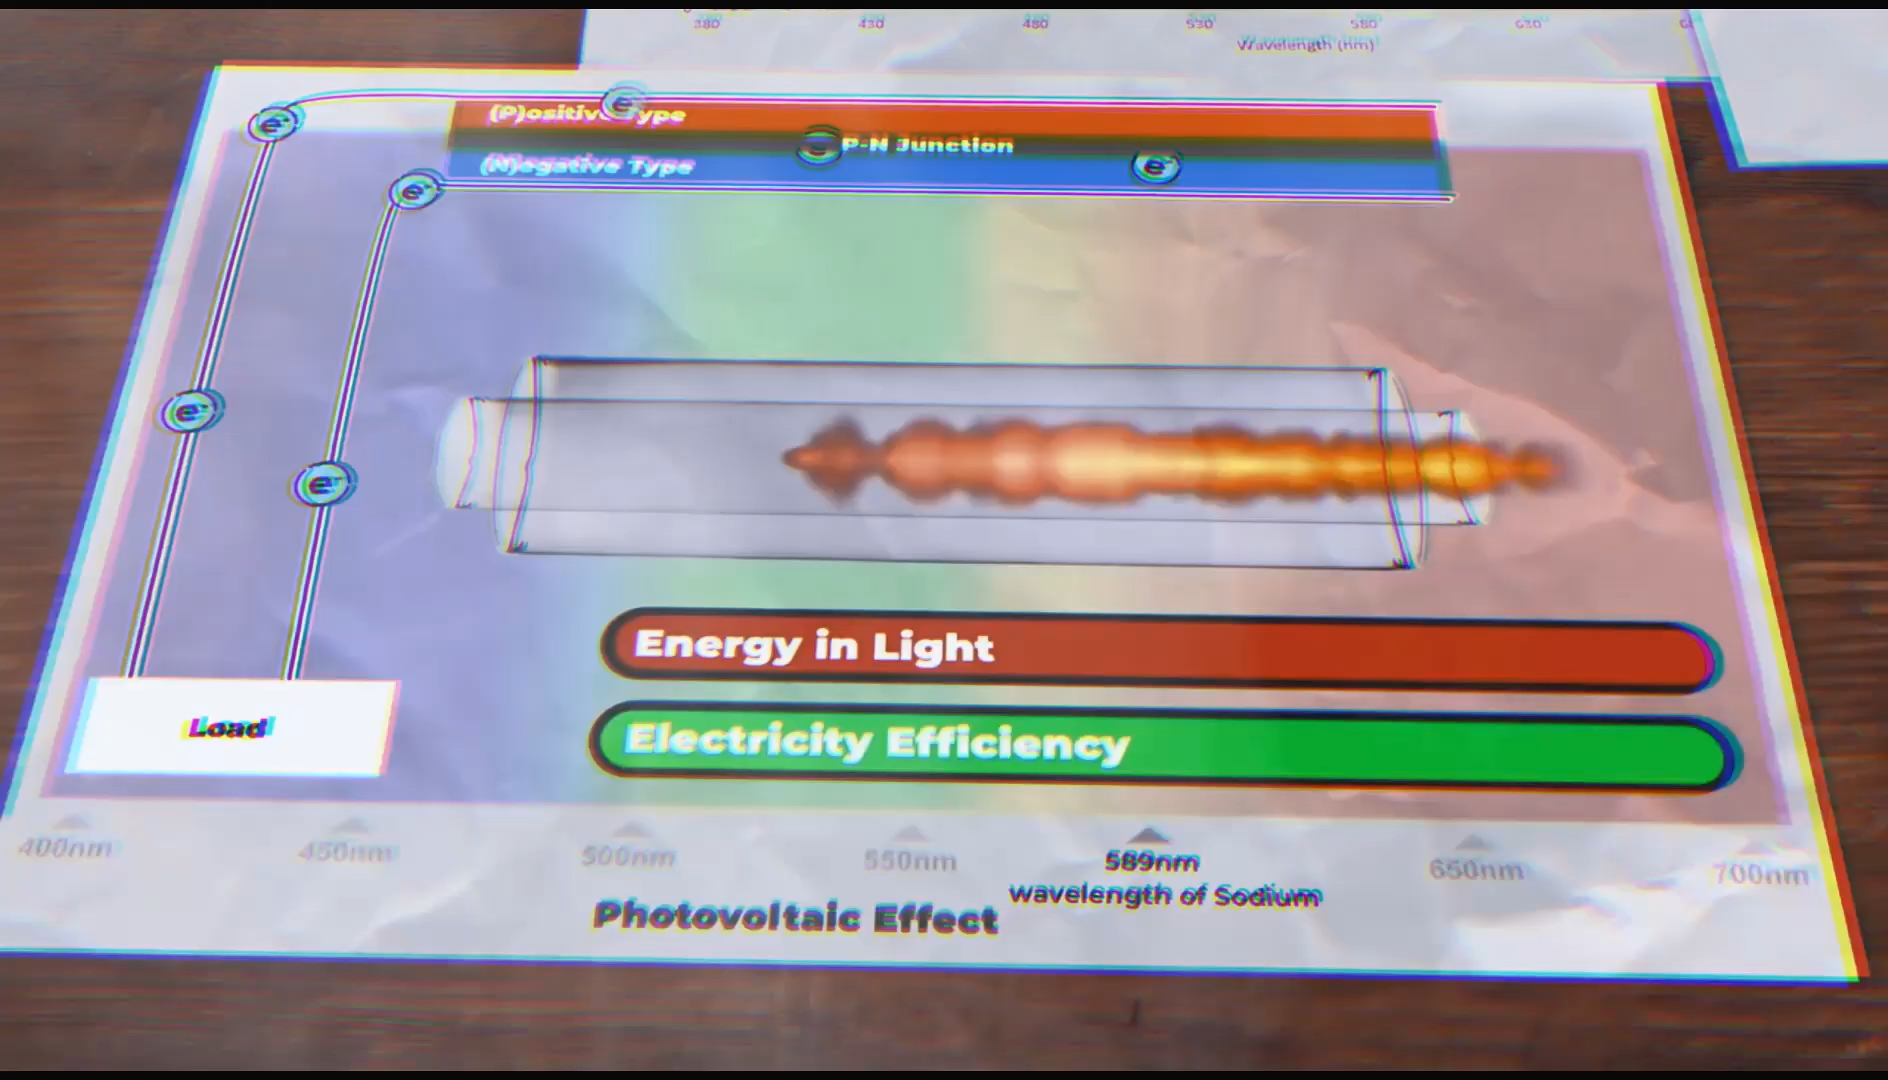 380 430 480 530 580 630
Wavelength (nm)
(P)ositive Type
P-N Junction
(N)egative Type
e-
e-
e-
e-
e-
e-
Energy in Light
Electricity Efficiency
Load
400nm 450nm 500nm 550nm 589nm 650nm 700nm
wavelength of Sodium
Photovoltaic Effect